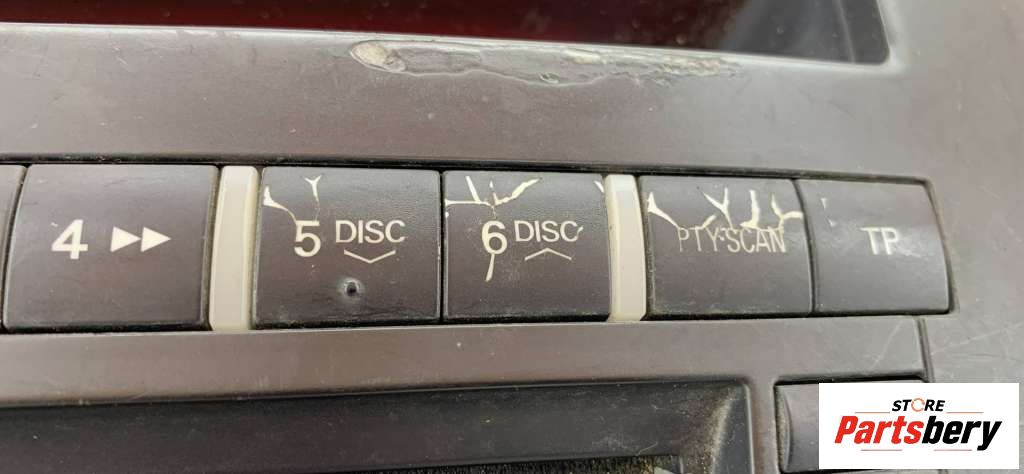 4 ▶▶
5 DISC
6 DISC
PTY·SCAN
TP
STORE
Partsbery